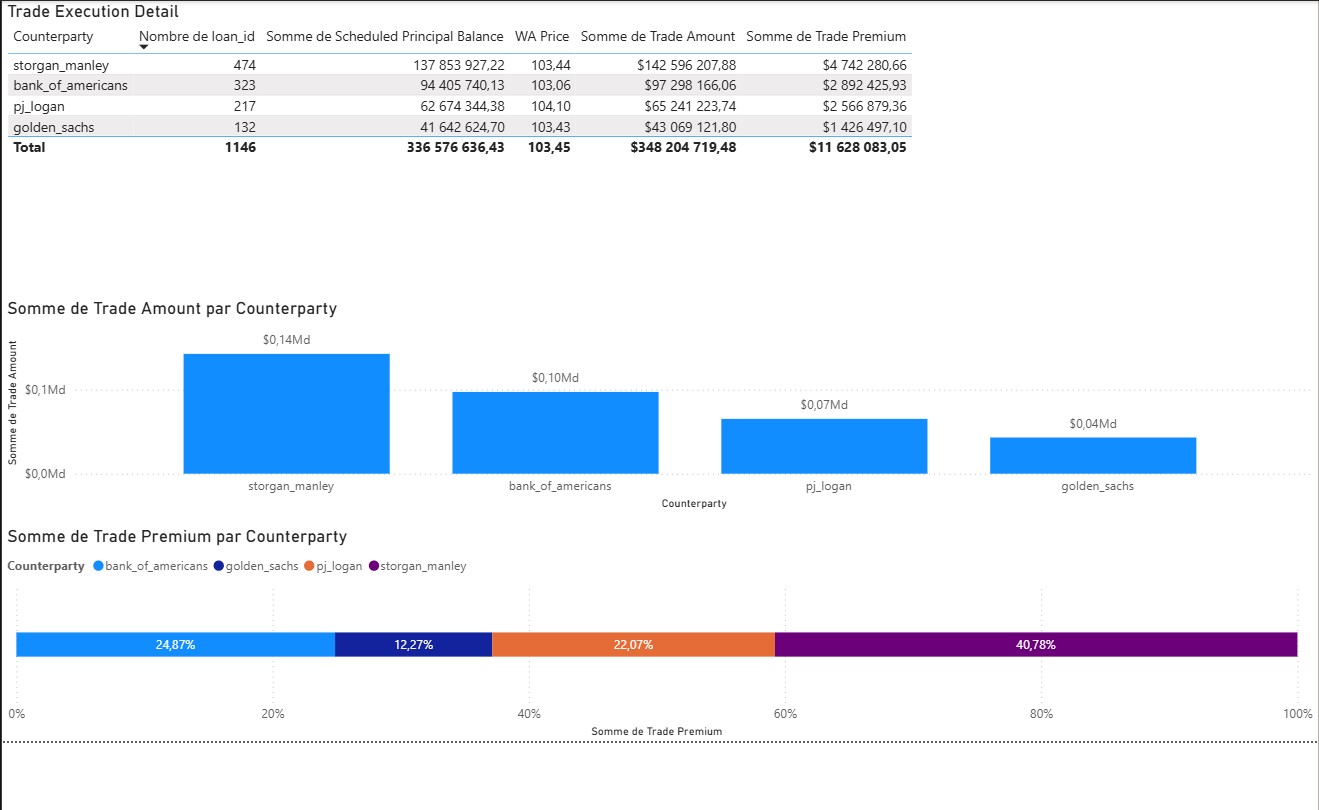 Trade Execution Detail
Counterparty Nombre de loan_id Somme de Scheduled Principal Balance WA Price Somme de Trade Amount Somme de Trade Premium
storgan_manley 474 137 853 927,22 103,44 $142 596 207,88 $4 742 280,66
bank_of_americans 323 94 405 740,13 103,06 $97 298 166,06 $2 892 425,93
pj_logan 217 62 674 344,38 104,10 $65 241 223,74 $2 566 879,36
golden_sachs 132 41 642 624,70 103,43 $43 069 121,80 $1 426 497,10
Total 1146 336 576 636,43 103,45 $348 204 719,48 $11 628 083,05
Somme de Trade Amount par Counterparty
Somme de Trade Amount
$0,14Md
$0,10Md
$0,1Md
$0,07Md
$0,04Md
$0,0Md
storgan_manley bank_of_americans pj_logan golden_sachs
Counterparty
Somme de Trade Premium par Counterparty
Counterparty bank_of_americans golden_sachs pj_logan storgan_manley
24,87% 12,27% 22,07% 40,78%
0% 20% 40% 60% 80% 100%
Somme de Trade Premium